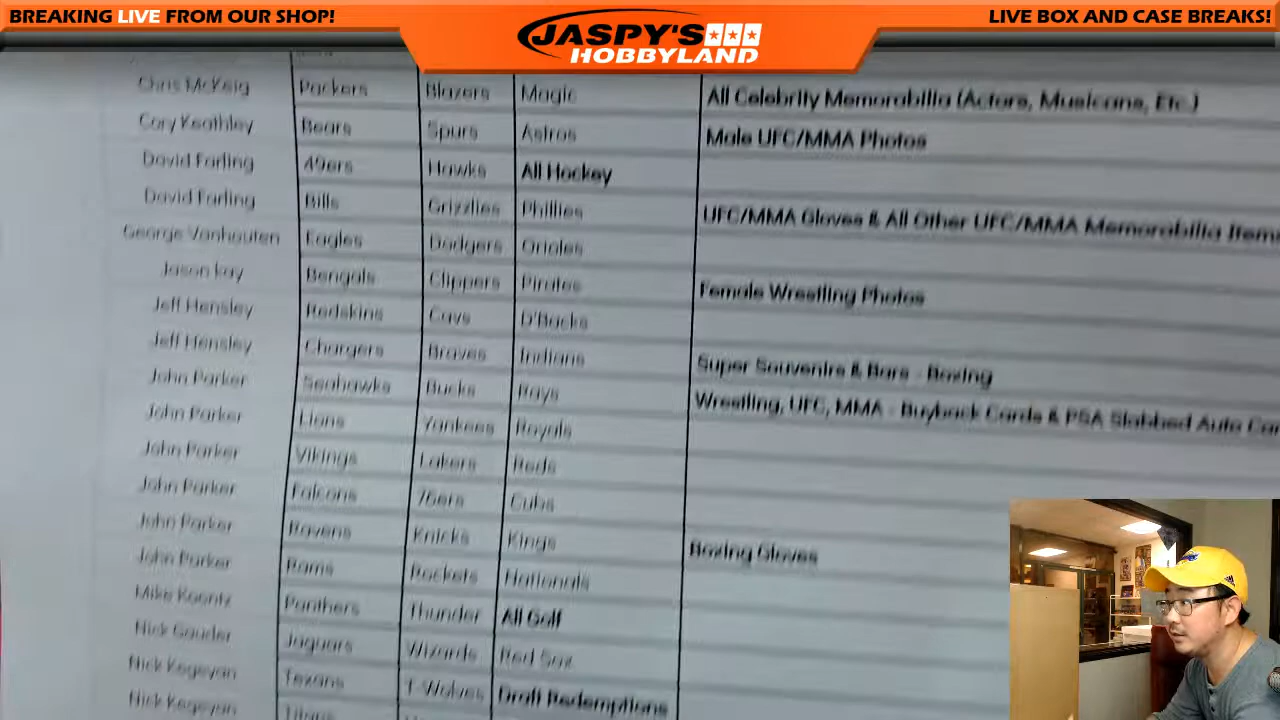 BREAKING LIVE FROM OUR SHOP!
JASPY'S
HOBBYLAND
LIVE BOX AND CASE BREAKS!
Chris McKeig Packers Blazers Magic All Celebrity Memorabilia (Actors, Musicans, Etc.)
Cory Keathley Bears Spurs Astros Male UFC/MMA Photos
David Farling 49ers Hawks All Hockey
David Farling Bills Grizzlies Phillies UFC/MMA Gloves & All Other UFC/MMA Memorabilia Items
George Vanhouten Eagles Dodgers Orioles
Jason kay Bengals Clippers Pirates Female Wrestling Photos
Jeff Hensley Redskins Cavs D'Backs
Jeff Hensley Chargers Braves Indians Super Souvenirs & Bars - Boxing
John Parker Seahawks Bucks Rays Wrestling, UFC, MMA - Buyback Cards & PSA Slabbed Auto Car
John Parker Lions Yankees Royals
John Parker Vikings Lakers Reds
John Parker Falcons 76ers Cubs
John Parker Ravens Knicks Kings Boxing Gloves
John Parker Rams Rockets Nationals
Mike Koontz Panthers Thunder All Golf
Nick Gauder Jaguars Wizards Red Sox
Nick Kegeyan Texans T-Wolves Draft Redemptions
Nick Kegeyan Titans